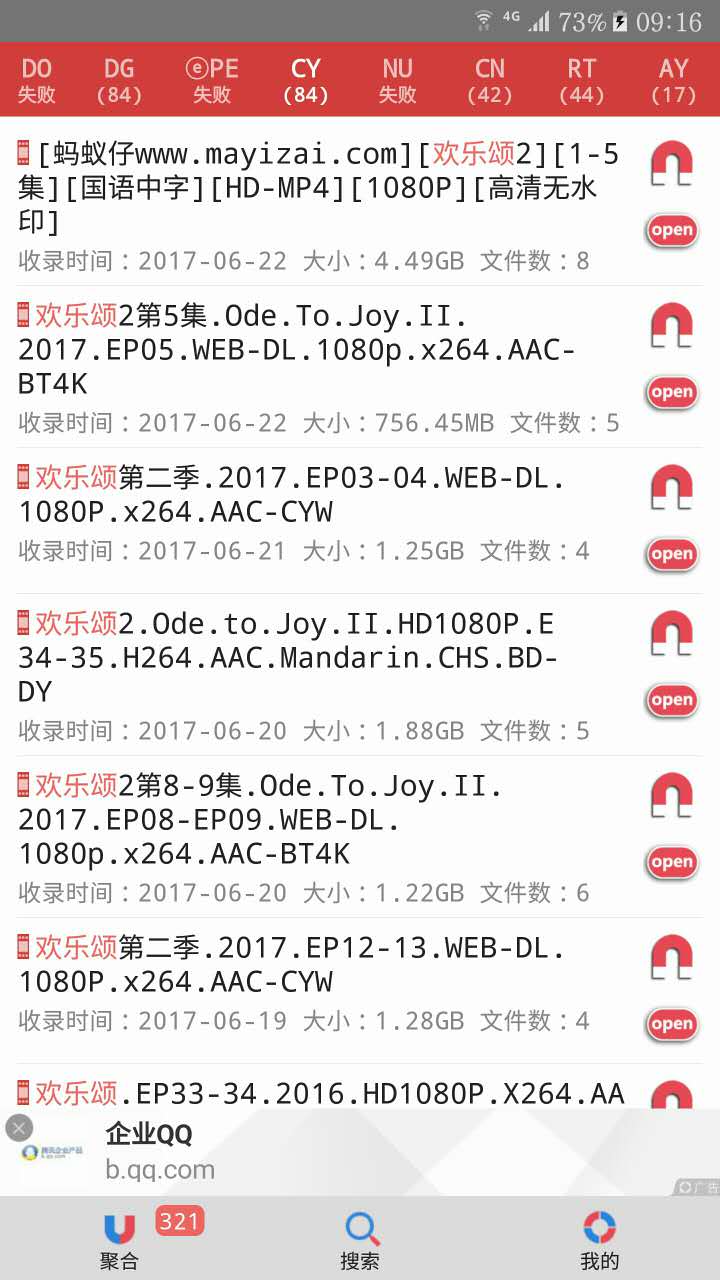 4G 73% 09:16
DO DG ⓔPE CY NU CN RT AY
失败 (84) 失败 (84) 失败 (42) (44) (17)
[蚂蚁仔www.mayizai.com][欢乐颂2][1-5
集][国语中字][HD-MP4][1080P][高清无水
印]
open
收录时间：2017-06-22 大小：4.49GB 文件数：8
欢乐颂2第5集.Ode.To.Joy.II.
2017.EP05.WEB-DL.1080p.x264.AAC-
BT4K
open
收录时间：2017-06-22 大小：756.45MB 文件数：5
欢乐颂第二季.2017.EP03-04.WEB-DL.
1080P.x264.AAC-CYW
收录时间：2017-06-21 大小：1.25GB 文件数：4
open
欢乐颂2.Ode.to.Joy.II.HD1080P.E
34-35.H264.AAC.Mandarin.CHS.BD-
DY
open
收录时间：2017-06-20 大小：1.88GB 文件数：5
欢乐颂2第8-9集.Ode.To.Joy.II.
2017.EP08-EP09.WEB-DL.
1080p.x264.AAC-BT4K
open
收录时间：2017-06-20 大小：1.22GB 文件数：6
欢乐颂第二季.2017.EP12-13.WEB-DL.
1080P.x264.AAC-CYW
收录时间：2017-06-19 大小：1.28GB 文件数：4
open
欢乐颂.EP33-34.2016.HD1080P.X264.AA
企业QQ
腾讯企业产品
b.qq.com
广告
321
聚合 搜索 我的